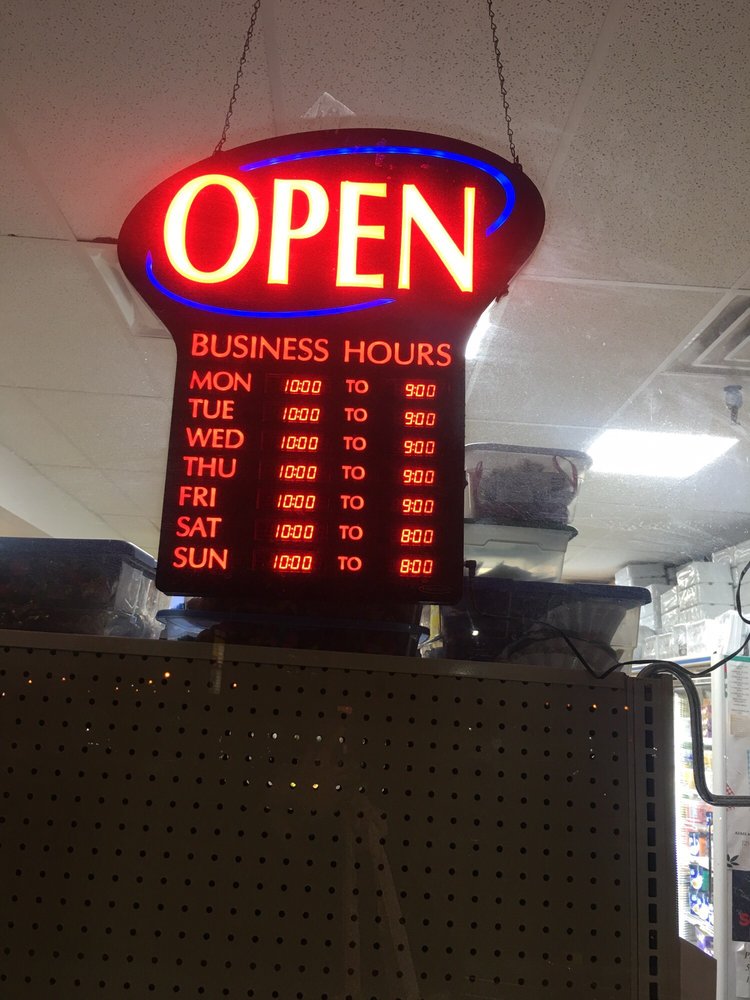 OPEN
BUSINESS HOURS
MON 10:00 TO 9:00
TUE 10:00 TO 9:00
WED 10:00 TO 9:00
THU 10:00 TO 9:00
FRI 10:00 TO 9:00
SAT 10:00 TO 8:00
SUN 10:00 TO 8:00